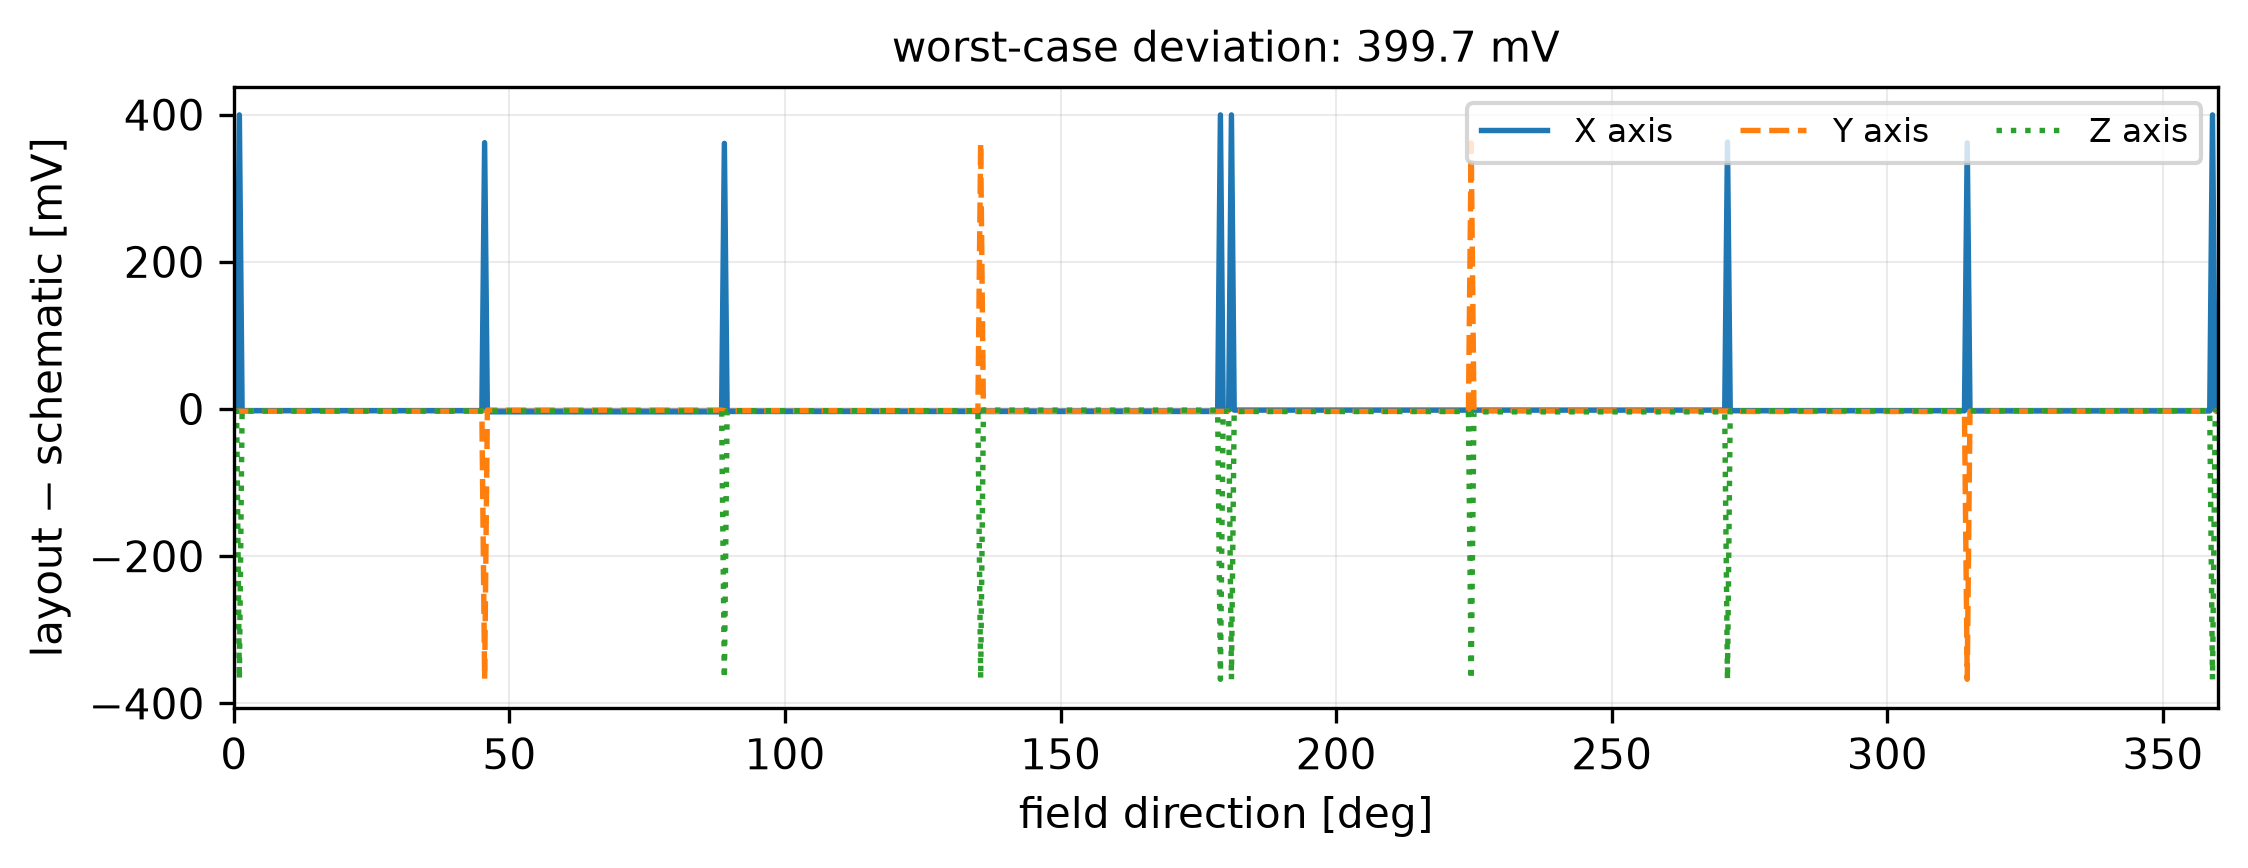 worst-case deviation: 399.7 mV
layout − schematic [mV]
400
200
0
−200
−400
X axis
Y axis
Z axis
0
50
100
150
200
250
300
350
field direction [deg]